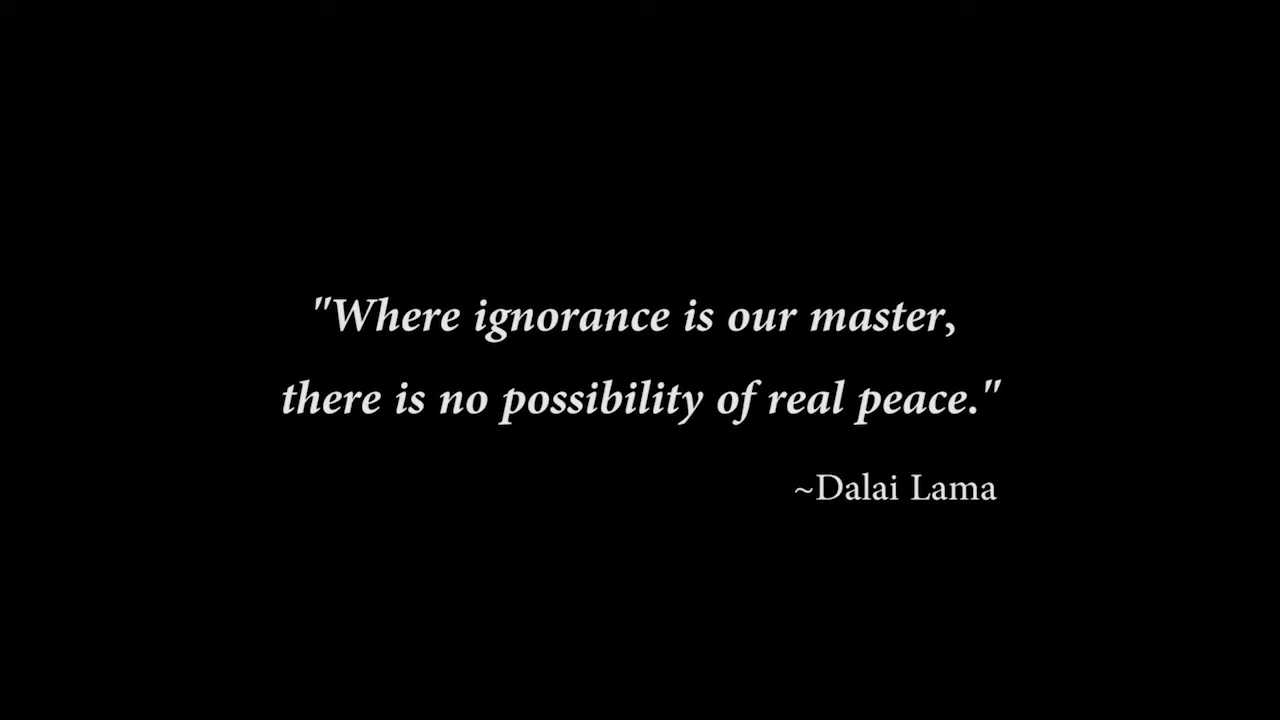 "Where ignorance is our master,
there is no possibility of real peace."
~Dalai Lama